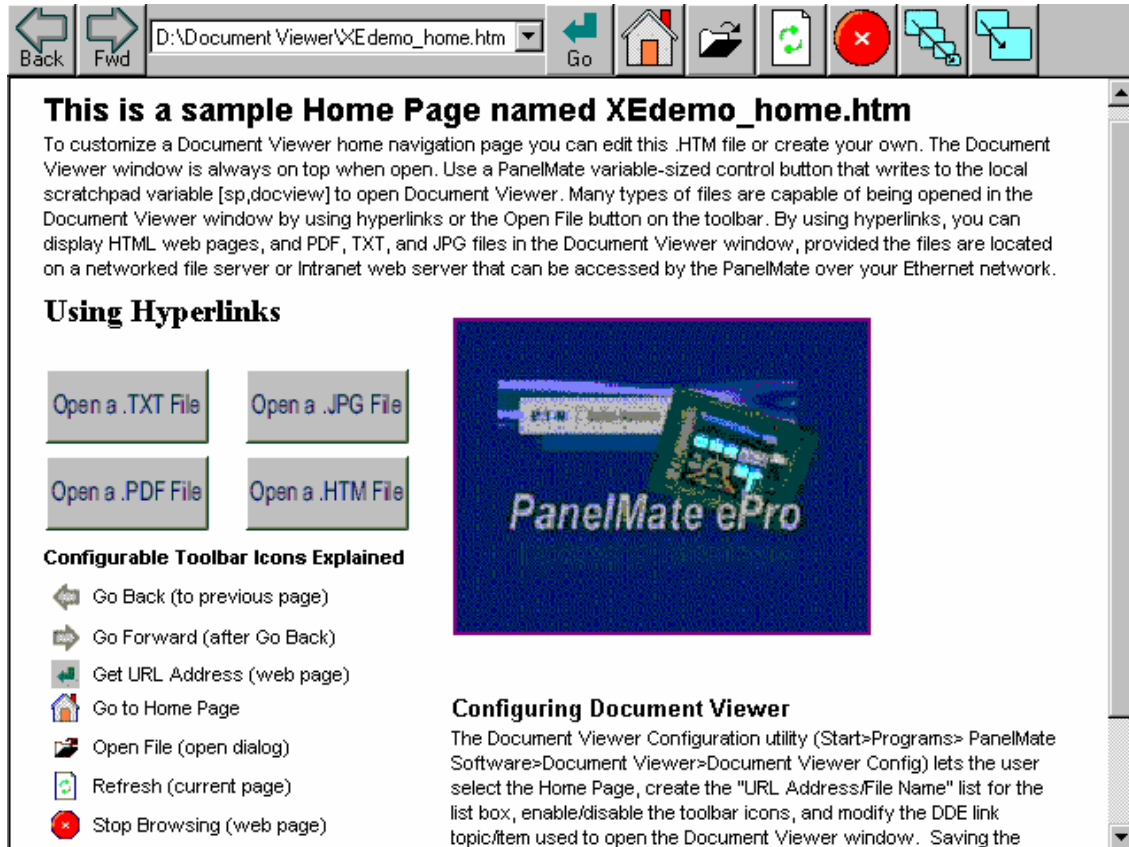 Back Fwd D:\Document Viewer\XEdemo_home.htm Go
This is a sample Home Page named XEdemo_home.htm
To customize a Document Viewer home navigation page you can edit this .HTM file or create your own. The Document
Viewer window is always on top when open. Use a PanelMate variable-sized control button that writes to the local
scratchpad variable [sp,docview] to open Document Viewer. Many types of files are capable of being opened in the
Document Viewer window by using hyperlinks or the Open File button on the toolbar. By using hyperlinks, you can
display HTML web pages, and PDF, TXT, and JPG files in the Document Viewer window, provided the files are located
on a networked file server or Intranet web server that can be accessed by the PanelMate over your Ethernet network.
Using Hyperlinks
Open a .TXT File
Open a .JPG File
Open a .PDF File
Open a .HTM File
PanelMate ePro
Configurable Toolbar Icons Explained
Go Back (to previous page)
Go Forward (after Go Back)
Get URL Address (web page)
Go to Home Page
Open File (open dialog)
Refresh (current page)
Stop Browsing (web page)
Configuring Document Viewer
The Document Viewer Configuration utility (Start>Programs> PanelMate
Software>Document Viewer>Document Viewer Config) lets the user
select the Home Page, create the "URL Address/File Name" list for the
list box, enable/disable the toolbar icons, and modify the DDE link
topic/item used to open the Document Viewer window. Saving the